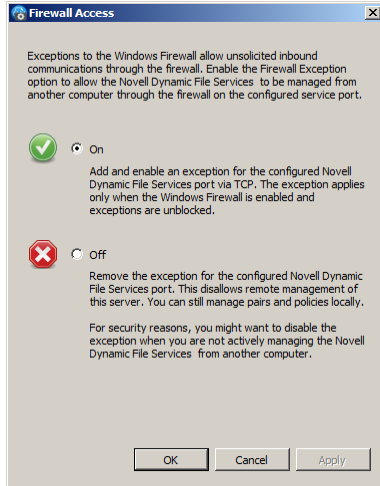 Firewall Access
Exceptions to the Windows Firewall allow unsolicited inbound
communications through the firewall. Enable the Firewall Exception
option to allow the Novell Dynamic File Services  to be managed from
another computer through the firewall on the configured service port.
On
Add and enable an exception for the configured Novell
Dynamic File Services port via TCP. The exception applies
only when the Windows Firewall is enabled and
exceptions are unblocked.
Off
Remove the exception for the configured Novell Dynamic
File Services port. This disallows remote management of
this server. You can still manage pairs and policies locally.
For security reasons, you might want to disable the
exception when you are not actively managing the Novell
Dynamic File Services  from another computer.
OK
Cancel
Apply